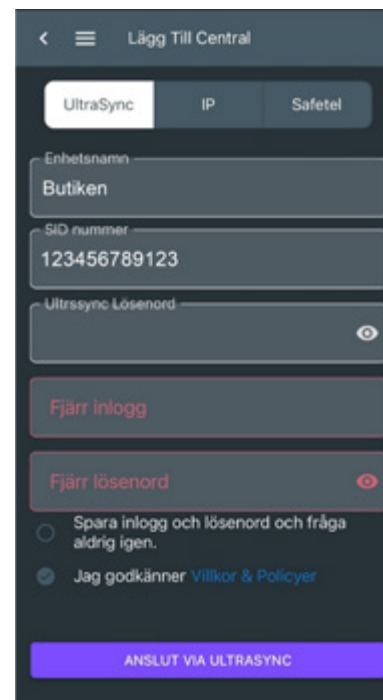 Lägg Till Central
UltraSync IP Safetel
Enhetsnamn
Butiken
SID nummer
123456789123
Ultrssync Lösenord
Fjärr inlogg
Fjärr lösenord
Spara inlogg och lösenord och fråga
aldrig igen.
Jag godkänner Villkor & Policyer
ANSLUT VIA ULTRASYNC